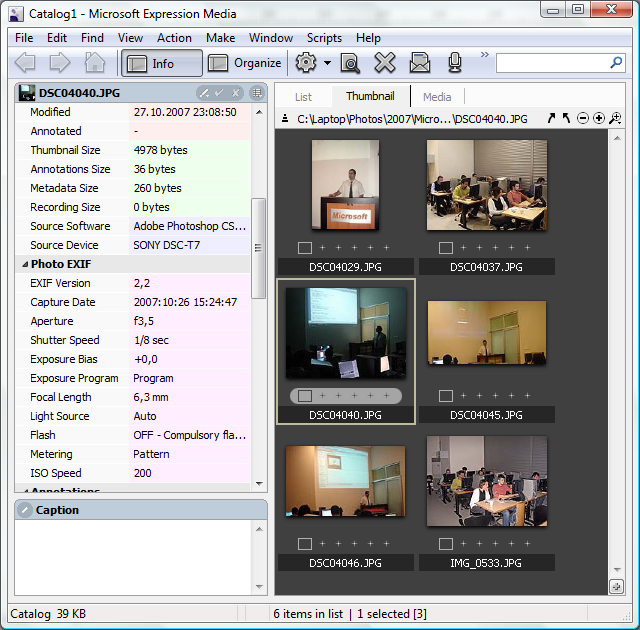 Catalog1 - Microsoft Expression Media
File Edit Find View Action Make Window Scripts Help
Info Organize
DSC04040.JPG
Modified 27.10.2007 23:08:50
Annotated -
Thumbnail Size 4978 bytes
Annotations Size 36 bytes
Metadata Size 260 bytes
Recording Size 0 bytes
Source Software Adobe Photoshop CS...
Source Device SONY DSC-T7
Photo EXIF
EXIF Version 2,2
Capture Date 2007:10:26 15:24:47
Aperture f3,5
Shutter Speed 1/8 sec
Exposure Bias +0,0
Exposure Program Program
Focal Length 6,3 mm
Light Source Auto
Flash OFF - Compulsory fla...
Metering Pattern
ISO Speed 200
Annotations
Caption
List Thumbnail Media
C:\Laptop\Photos\2007\Micro...\DSC04040.JPG
Microsoft
DSC04029.JPG DSC04037.JPG
DSC04040.JPG DSC04045.JPG
DSC04046.JPG IMG_0533.JPG
Catalog 39 KB 6 items in list | 1 selected [3]